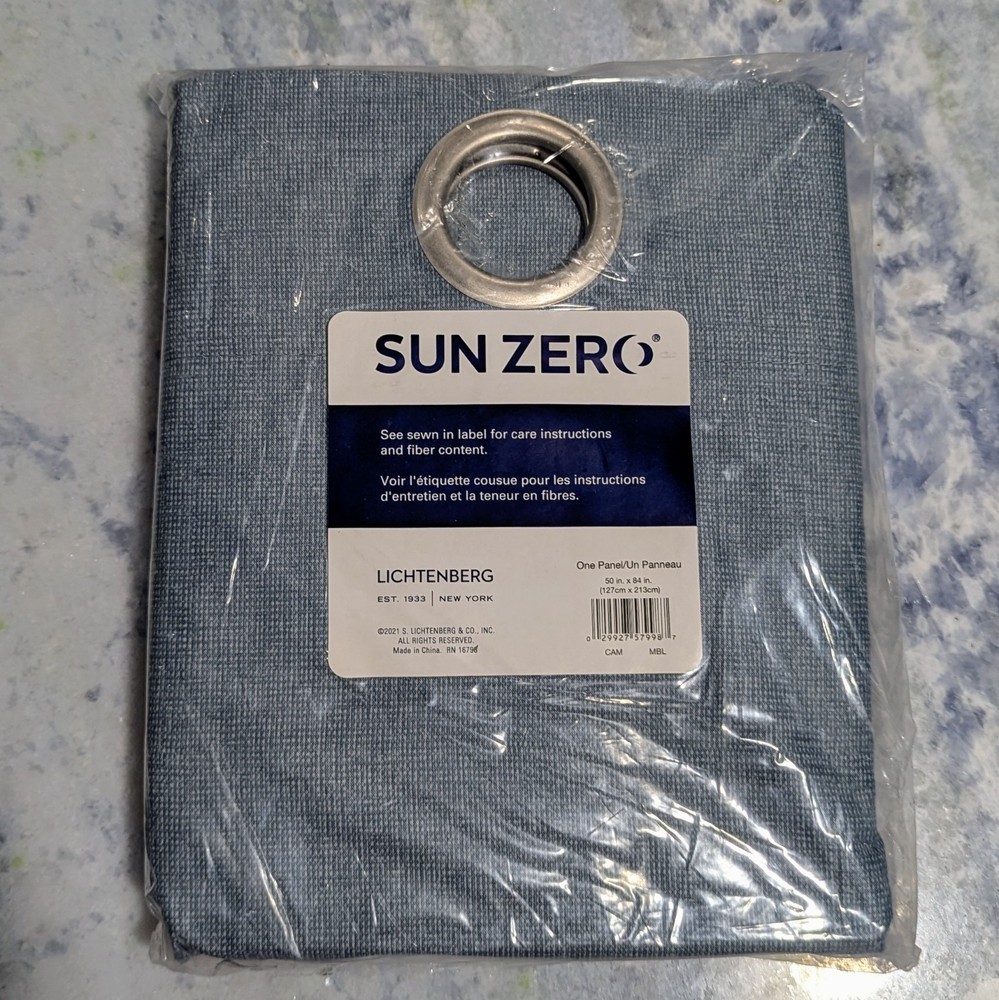 SUN ZERO®
See sewn in label for care instructions
and fiber content.
Voir l'étiquette cousue pour les instructions
d'entretien et la teneur en fibres.
LICHTENBERG
EST. 1933 | NEW YORK
©2021 S. LICHTENBERG & CO., INC.
ALL RIGHTS RESERVED.
Made in China. RN 16798
One Panel/Un Panneau
50 in. x 84 in.
(127cm x 213cm)
0 29927 57998 7
CAM MBL